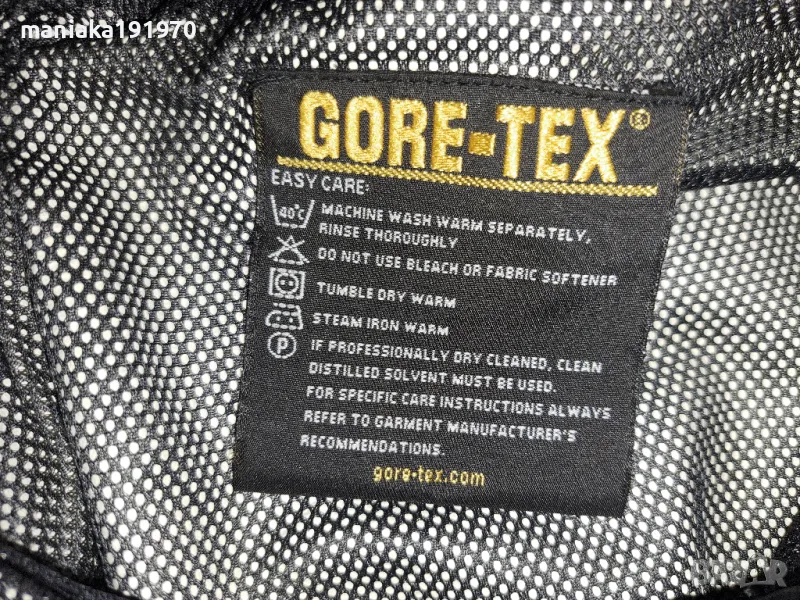 maniaka191970
GORE-TEX®
EASY CARE:
40°C MACHINE WASH WARM SEPARATELY,
RINSE THOROUGHLY
DO NOT USE BLEACH OR FABRIC SOFTENER
TUMBLE DRY WARM
STEAM IRON WARM
P IF PROFESSIONALLY DRY CLEANED, CLEAN
DISTILLED SOLVENT MUST BE USED.
FOR SPECIFIC CARE INSTRUCTIONS ALWAYS
REFER TO GARMENT MANUFACTURER'S
RECOMMENDATIONS.
gore-tex.com